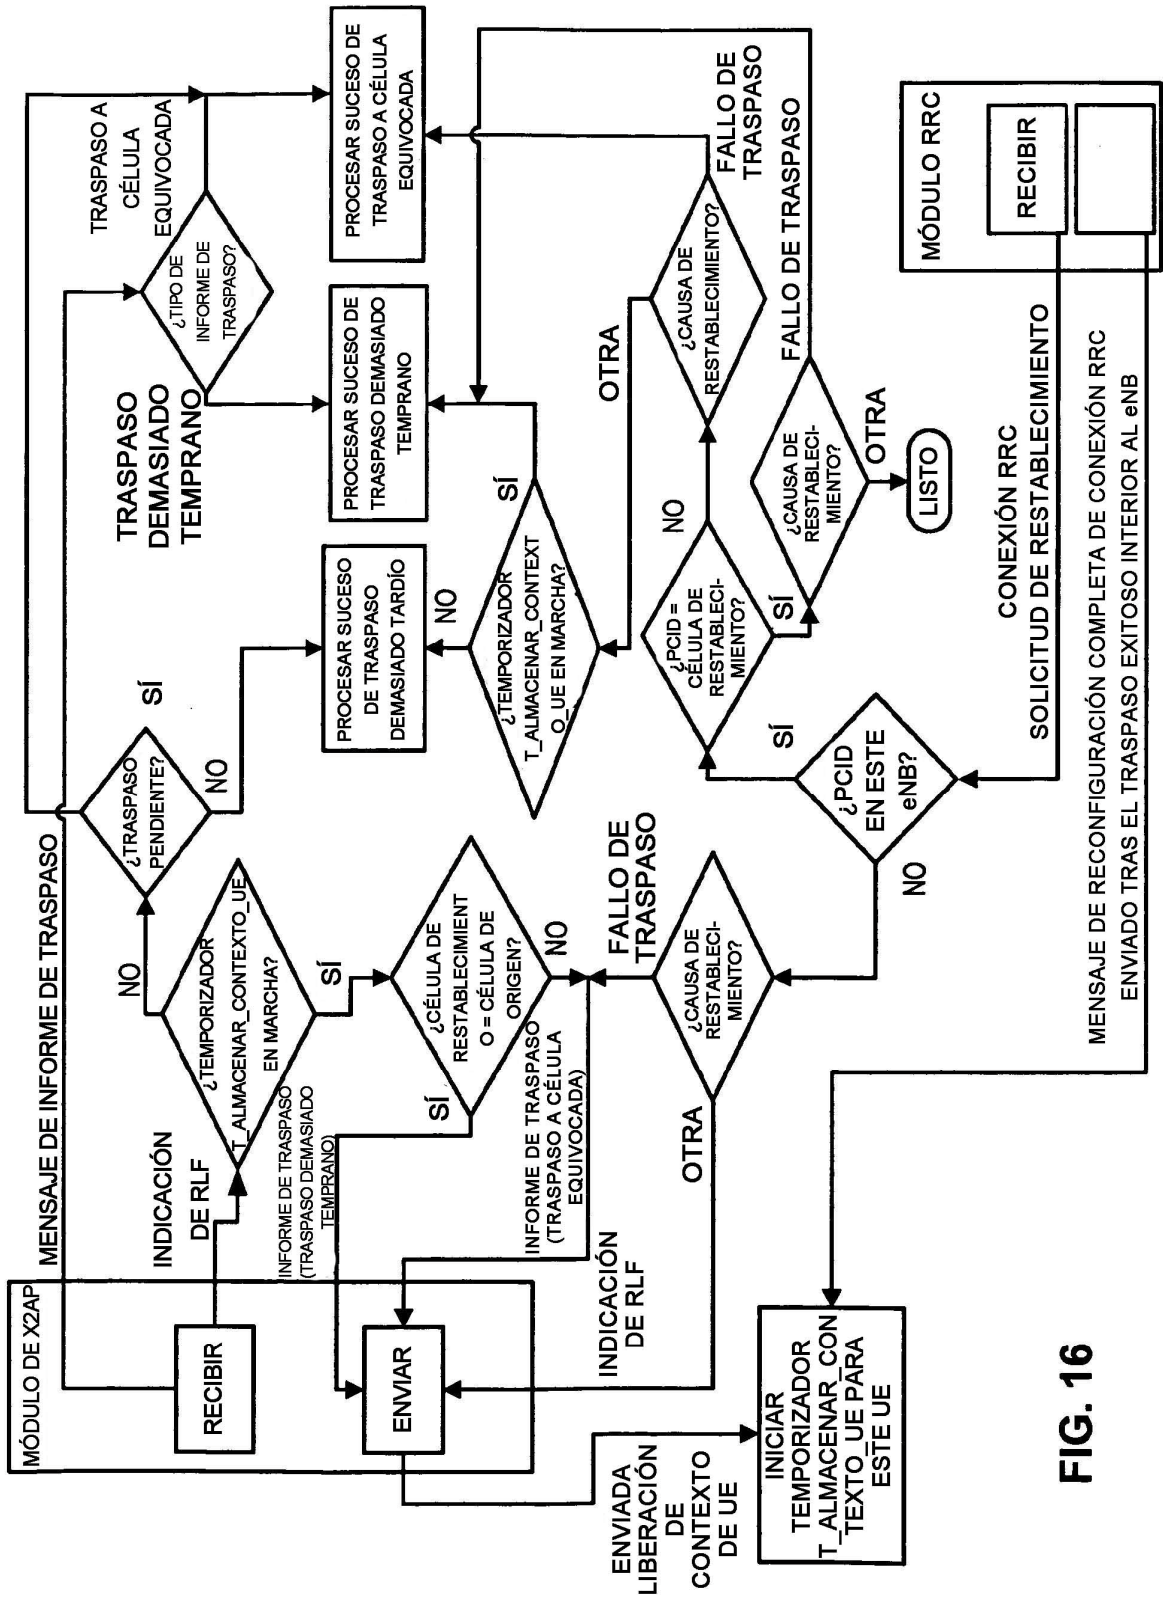 MÓDULO DE X2AP
RECIBIR
ENVIAR
MENSAJE DE INFORME DE TRASPASO
INDICACIÓN
DE RLF
¿TEMPORIZADOR
T_ALMACENAR_CONTEXTO_UE
EN MARCHA?
NO
SÍ
¿TRASPASO
PENDIENTE?
SÍ
NO
TRASPASO
DEMASIADO
TEMPRANO
¿TIPO DE
INFORME DE
TRASPASO?
TRASPASO A
CÉLULA
EQUIVOCADA
PROCESAR SUCESO
DE TRASPASO
DEMASIADO TARDÍO
PROCESAR SUCESO DE
TRASPASO DEMASIADO
TEMPRANO
PROCESAR SUCESO DE
TRASPASO A CÉLULA
EQUIVOCADA
INFORME DE TRASPASO
(TRASPASO DEMASIADO
TEMPRANO)
SÍ
¿CÉLULA DE
RESTABLECIMIENT
O = CÉLULA DE
ORIGEN?
NO
INFORME DE TRASPASO
(TRASPASO A CÉLULA
EQUIVOCADA)
NO
¿TEMPORIZADOR
T_ALMACENAR_CONTEXT
O_UE EN MARCHA?
SÍ
FALLO DE
TRASPASO
OTRA
¿CAUSA DE
RESTABLECIMIENTO?
FALLO DE
TRASPASO
INDICACIÓN
DE RLF
OTRA
¿CAUSA DE
RESTABLECI-
MIENTO?
¿PCID =
CÉLULA DE
RESTABLECI-
MIENTO?
NO
SÍ
SÍ
¿CAUSA DE
RESTABLECI-
MIENTO?
FALLO DE TRASPASO
OTRA
LISTO
NO
¿PCID
EN ESTE
eNB?
ENVIADA
LIBERACIÓN
DE
CONTEXTO
DE UE
INICIAR
TEMPORIZADOR
T_ALMACENAR_CON
TEXTO_UE PARA
ESTE UE
CONEXIÓN RRC
SOLICITUD DE RESTABLECIMIENTO
MÓDULO RRC
RECIBIR
MENSAJE DE RECONFIGURACIÓN COMPLETA DE CONEXIÓN RRC
ENVIADO TRAS EL TRASPASO EXITOSO INTERIOR AL eNB
FIG. 16